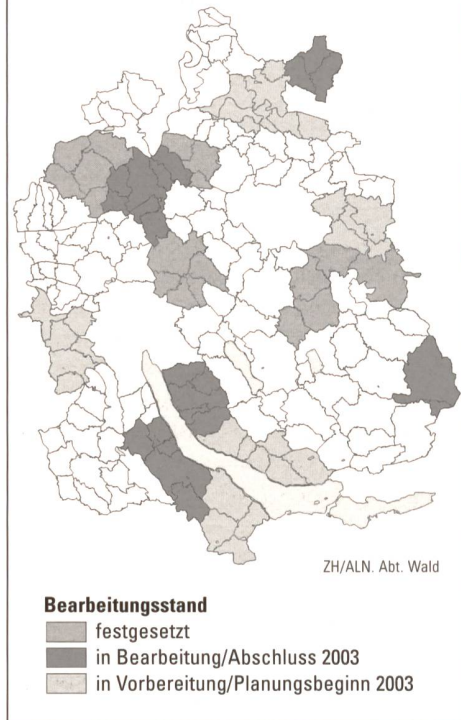 ZH/ALN. Abt. Wald
Bearbeitungsstand
festgesetzt
in Bearbeitung/Abschluss 2003
in Vorbereitung/Planungsbeginn 2003